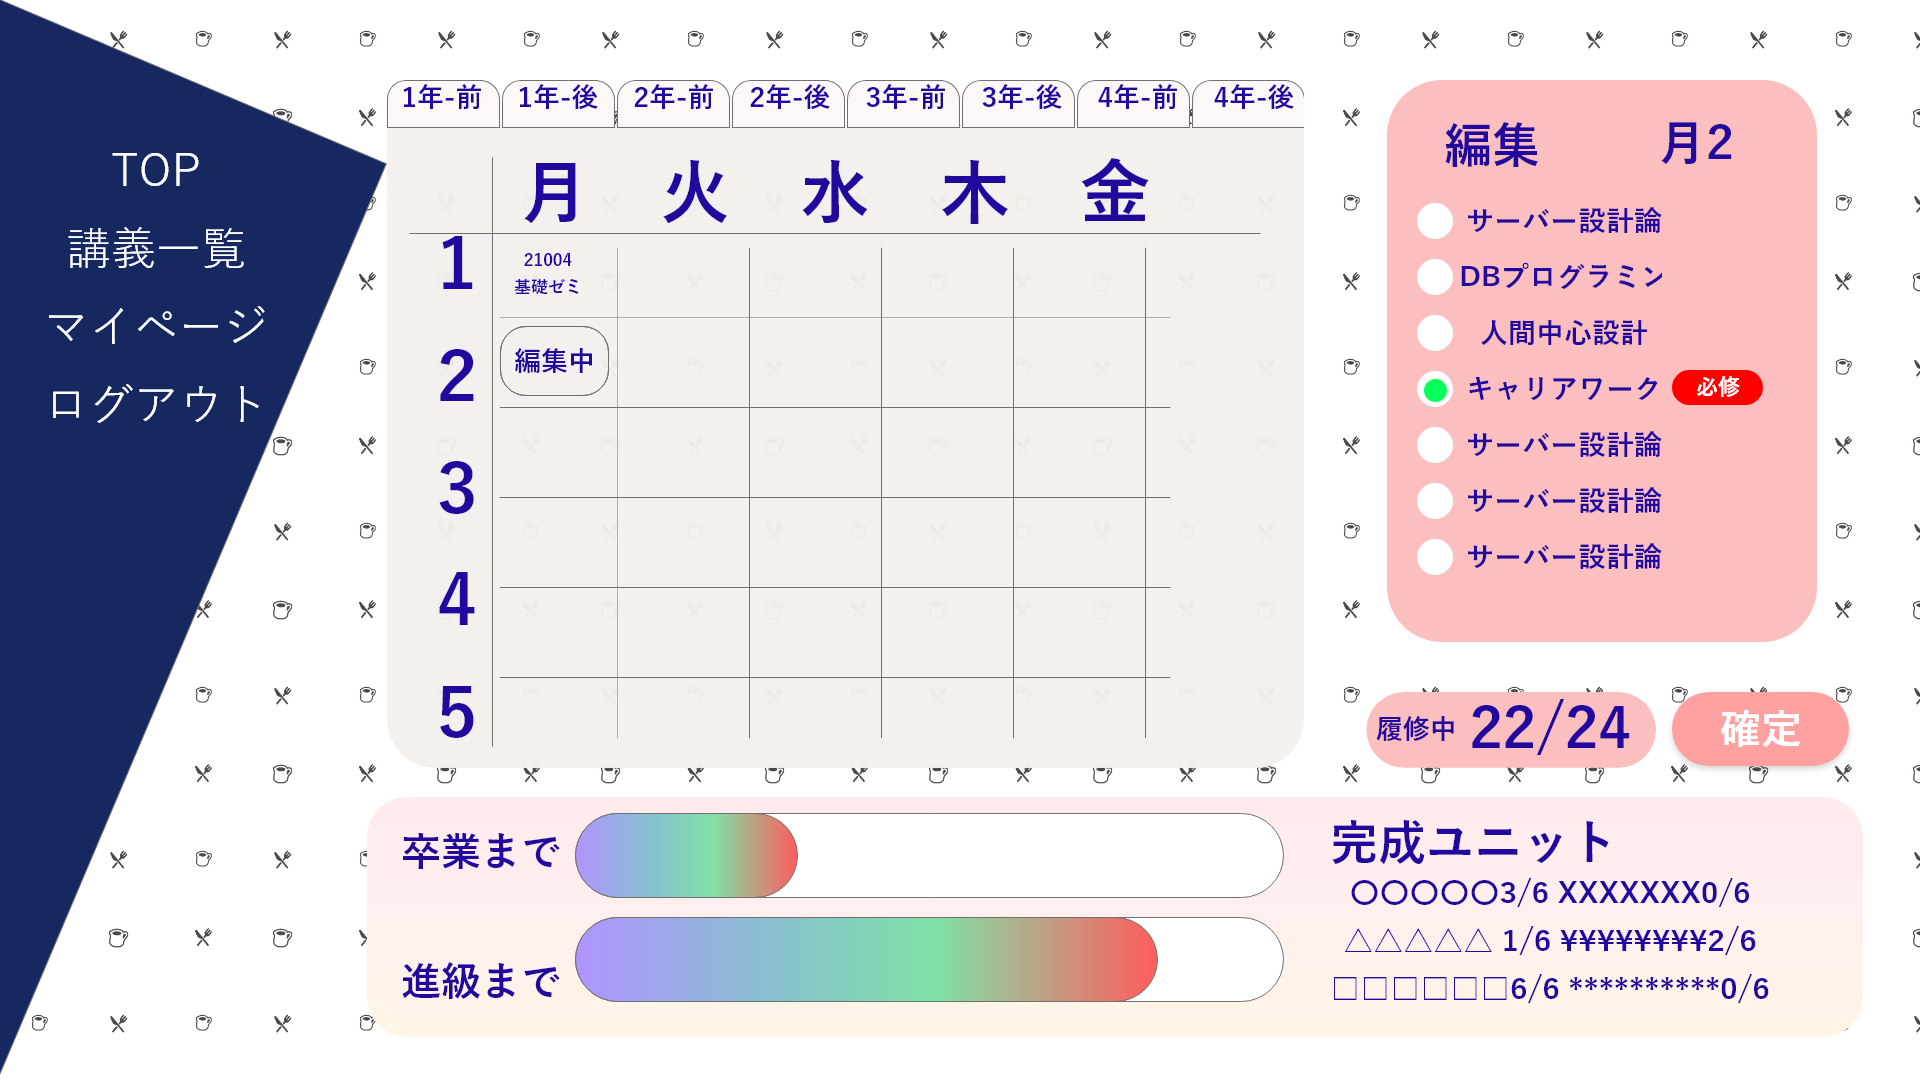 TOP
講義一覧
マイページ
ログアウト
1年-前 1年-後 2年-前 2年-後 3年-前 3年-後 4年-前 4年-後
月 火 水 木 金
1
21004
基礎ゼミ
2
編集中
3
4
5
編集 月2
サーバー設計論
DBプログラミン
人間中心設計
キャリアワーク 必修
サーバー設計論
サーバー設計論
サーバー設計論
履修中 22/24
確定
卒業まで
進級まで
完成ユニット
〇〇〇〇〇3/6 XXXXXXX0/6
△△△△△ 1/6 ¥¥¥¥¥¥¥¥2/6
□□□□□□6/6 **********0/6